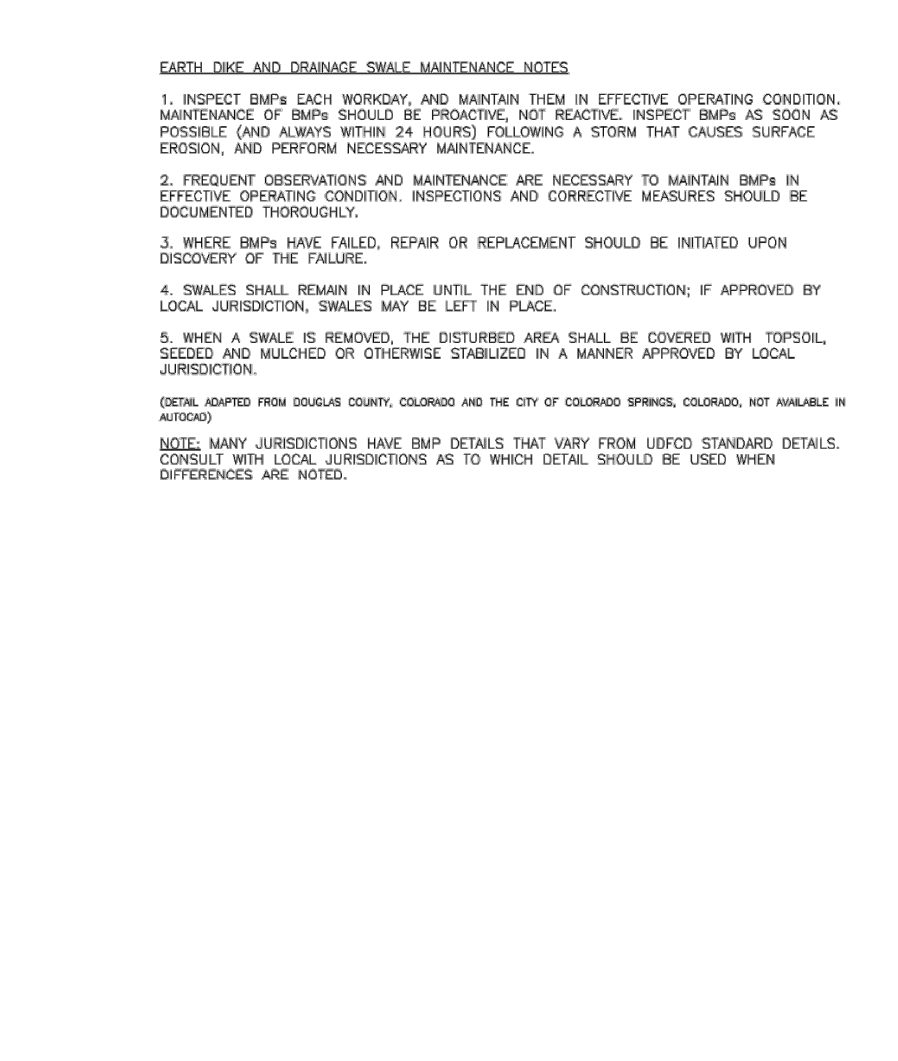 EARTH DIKE AND DRAINAGE SWALE MAINTENANCE NOTES
1. INSPECT BMPs EACH WORKDAY, AND MAINTAIN THEM IN EFFECTIVE OPERATING CONDITION.
MAINTENANCE OF BMPs SHOULD BE PROACTIVE, NOT REACTIVE. INSPECT BMPs AS SOON AS
POSSIBLE (AND ALWAYS WITHIN 24 HOURS) FOLLOWING A STORM THAT CAUSES SURFACE
EROSION, AND PERFORM NECESSARY MAINTENANCE.
2. FREQUENT OBSERVATIONS AND MAINTENANCE ARE NECESSARY TO MAINTAIN BMPs IN
EFFECTIVE OPERATING CONDITION. INSPECTIONS AND CORRECTIVE MEASURES SHOULD BE
DOCUMENTED THOROUGHLY.
3. WHERE BMPs HAVE FAILED, REPAIR OR REPLACEMENT SHOULD BE INITIATED UPON
DISCOVERY OF THE FAILURE.
4. SWALES SHALL REMAIN IN PLACE UNTIL THE END OF CONSTRUCTION; IF APPROVED BY
LOCAL JURISDICTION, SWALES MAY BE LEFT IN PLACE.
5. WHEN A SWALE IS REMOVED, THE DISTURBED AREA SHALL BE COVERED WITH TOPSOIL,
SEEDED AND MULCHED OR OTHERWISE STABILIZED IN A MANNER APPROVED BY LOCAL
JURISDICTION.
(DETAIL ADAPTED FROM DOUGLAS COUNTY, COLORADO AND THE CITY OF COLORADO SPRINGS, COLORADO, NOT AVAILABLE IN
AUTOCAD)
NOTE: MANY JURISDICTIONS HAVE BMP DETAILS THAT VARY FROM UDFCD STANDARD DETAILS.
CONSULT WITH LOCAL JURISDICTIONS AS TO WHICH DETAIL SHOULD BE USED WHEN
DIFFERENCES ARE NOTED.